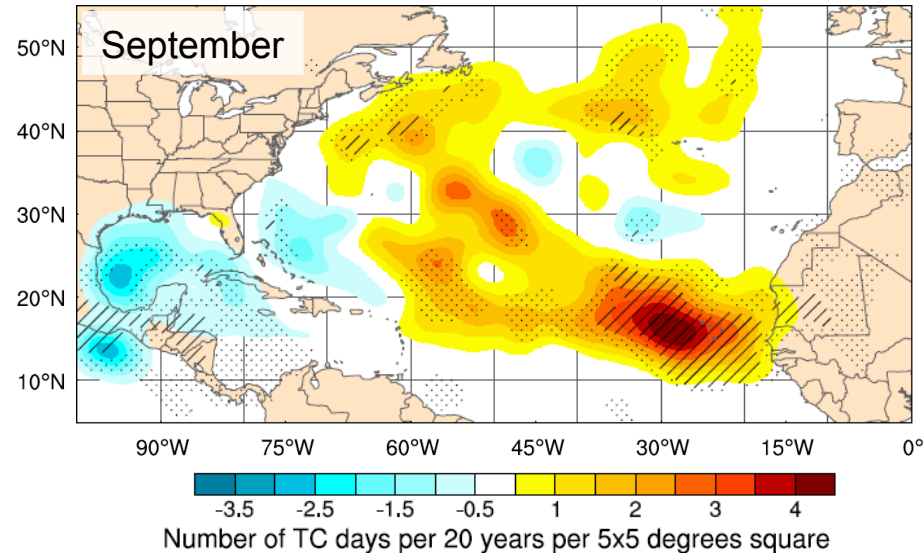 September
50°N
40°N
30°N
20°N
10°N
90°W 75°W 60°W 45°W 30°W 15°W 0°
-3.5 -2.5 -1.5 -0.5 1 2 3 4
Number of TC days per 20 years per 5x5 degrees square